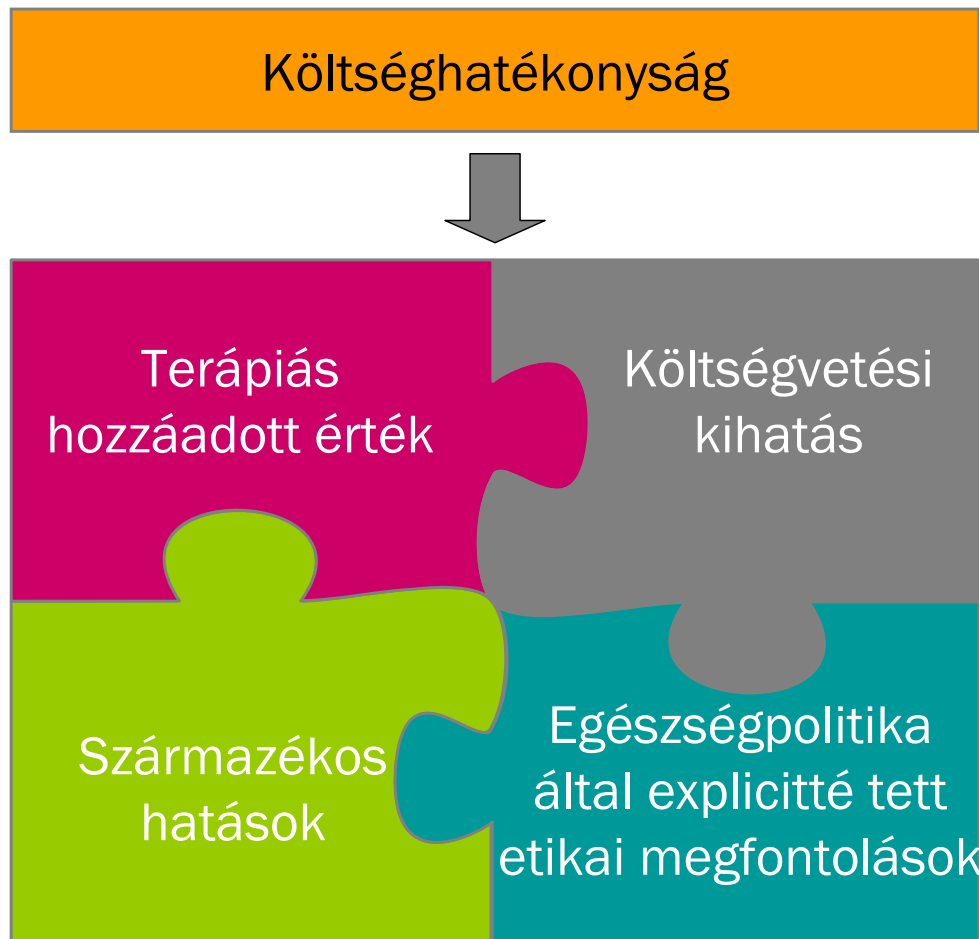 Költséghatékonyság
Terápiás
hozzáadott érték
Költségvetési
kihatás
Származékos
hatások
Egészségpolitika
által explicitté tett
etikai megfontolások